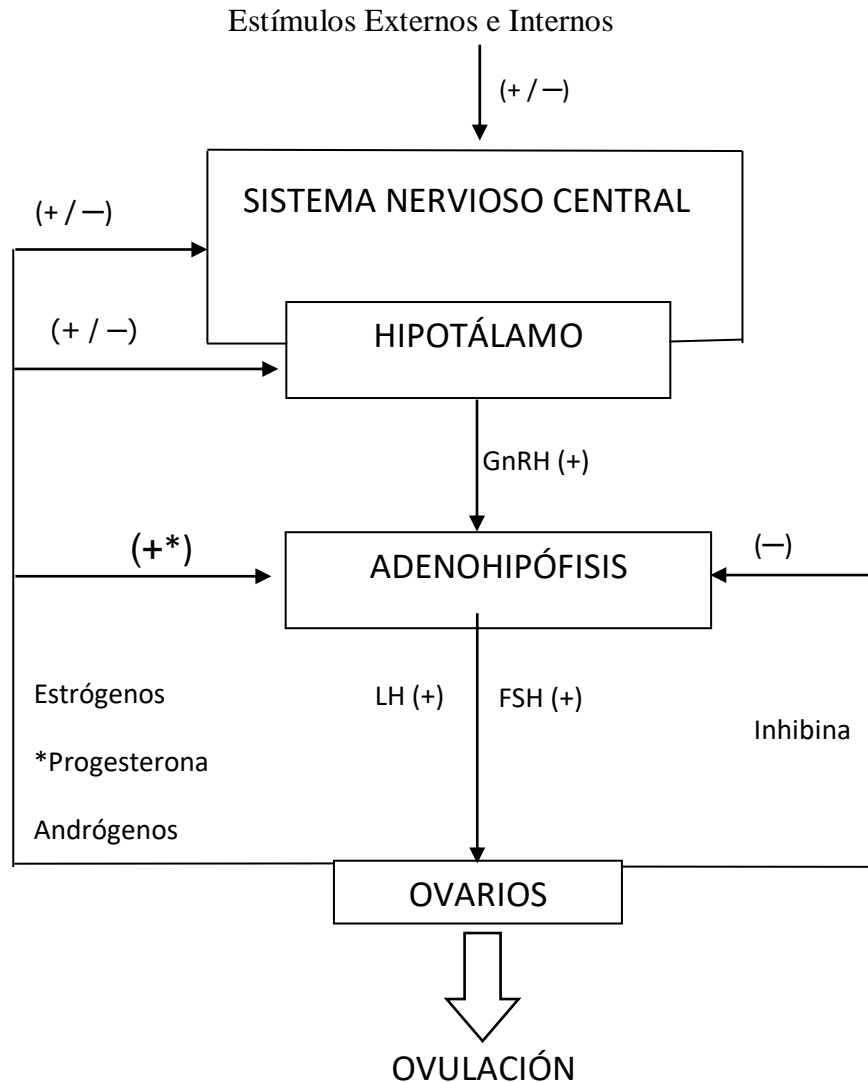 Estímulos Externos e Internos
(+ / —)
SISTEMA NERVIOSO CENTRAL
(+ / —)
(+ / —)
HIPOTÁLAMO
GnRH (+)
(+*)
ADENOHIPÓFISIS
(—)
Estrógenos
LH (+)
FSH (+)
Inhibina
*Progesterona
Andrógenos
OVARIOS
OVULACIÓN